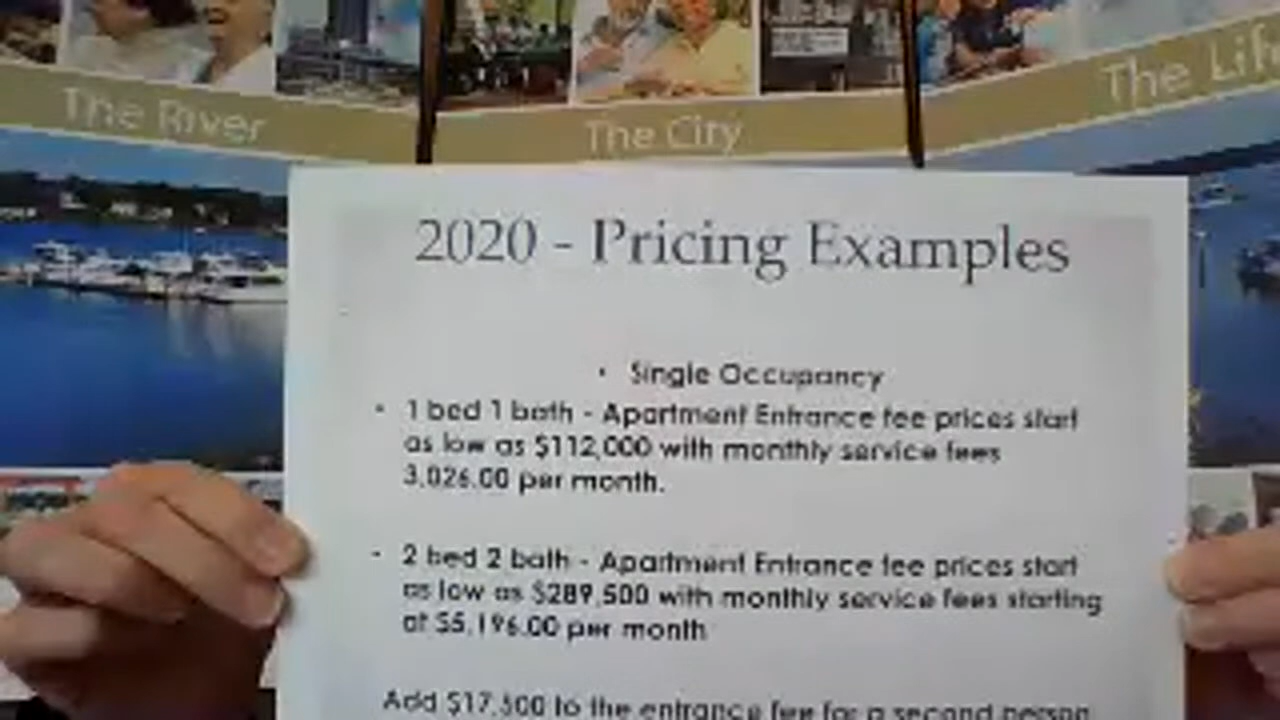 The River
The City
The Life
2020 - Pricing Examples
• Single Occupancy
• 1 bed 1 bath - Apartment Entrance fee prices start
as low as $112,000 with monthly service fees
3,026.00 per month.
• 2 bed 2 bath - Apartment Entrance fee prices start
as low as $289,500 with monthly service fees starting
at $5,196.00 per month
Add $17,500 to the entrance fee for a second person